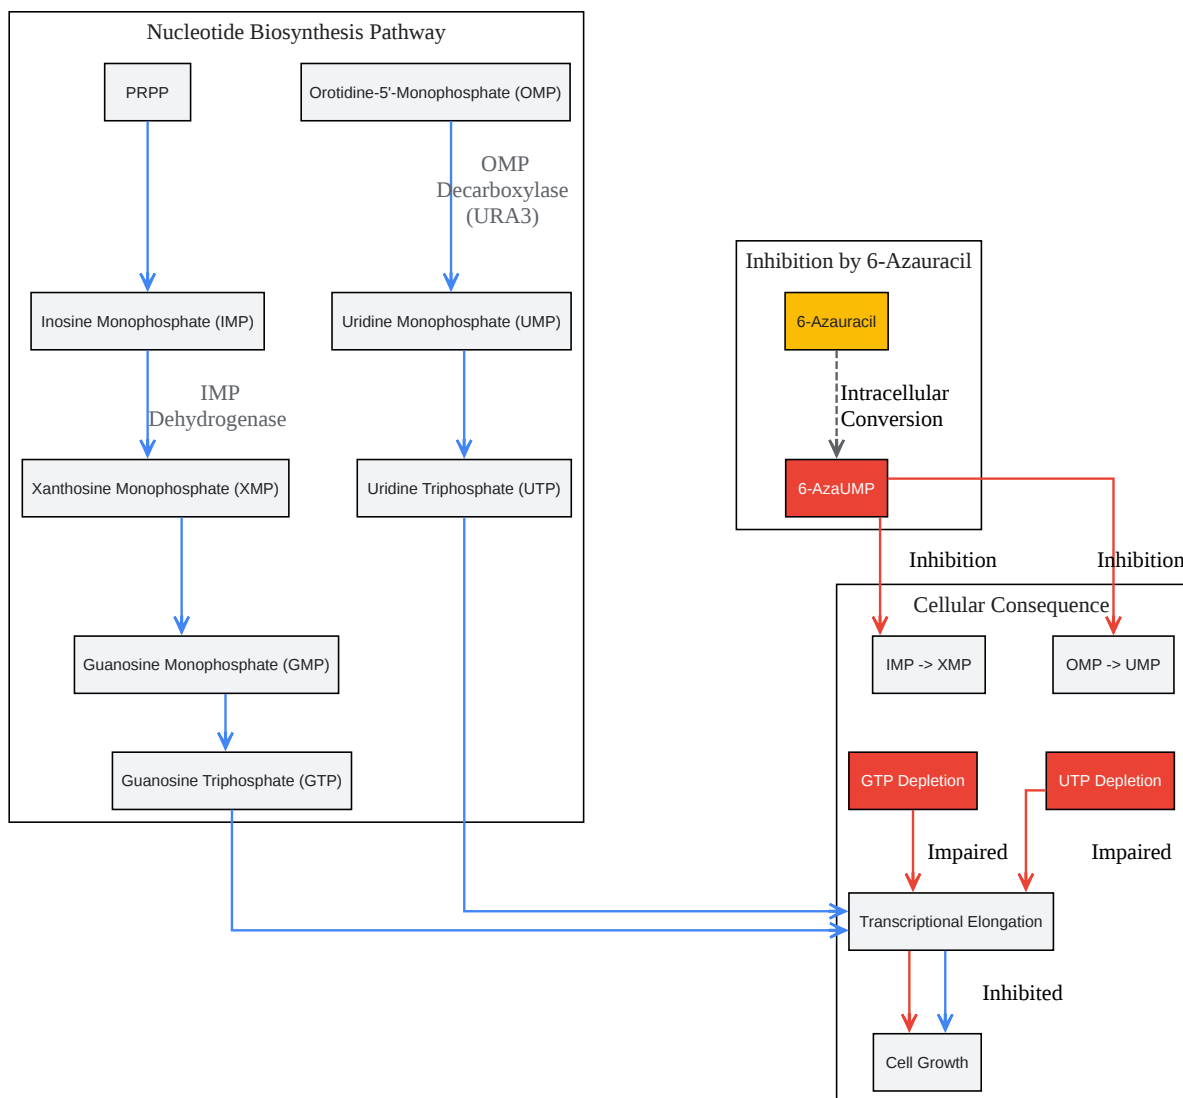 Nucleotide Biosynthesis Pathway
PRPP
Orotidine-5'-Monophosphate (OMP)
OMP
Decarboxylase
(URA3)
Inosine Monophosphate (IMP)
Uridine Monophosphate (UMP)
IMP
Dehydrogenase
Xanthosine Monophosphate (XMP)
Uridine Triphosphate (UTP)
Guanosine Monophosphate (GMP)
Guanosine Triphosphate (GTP)
Inhibition by 6-Azauracil
6-Azauracil
Intracellular
Conversion
6-AzaUMP
Inhibition
Inhibition
Cellular Consequence
IMP -> XMP
OMP -> UMP
GTP Depletion
UTP Depletion
Impaired
Impaired
Transcriptional Elongation
Inhibited
Cell Growth